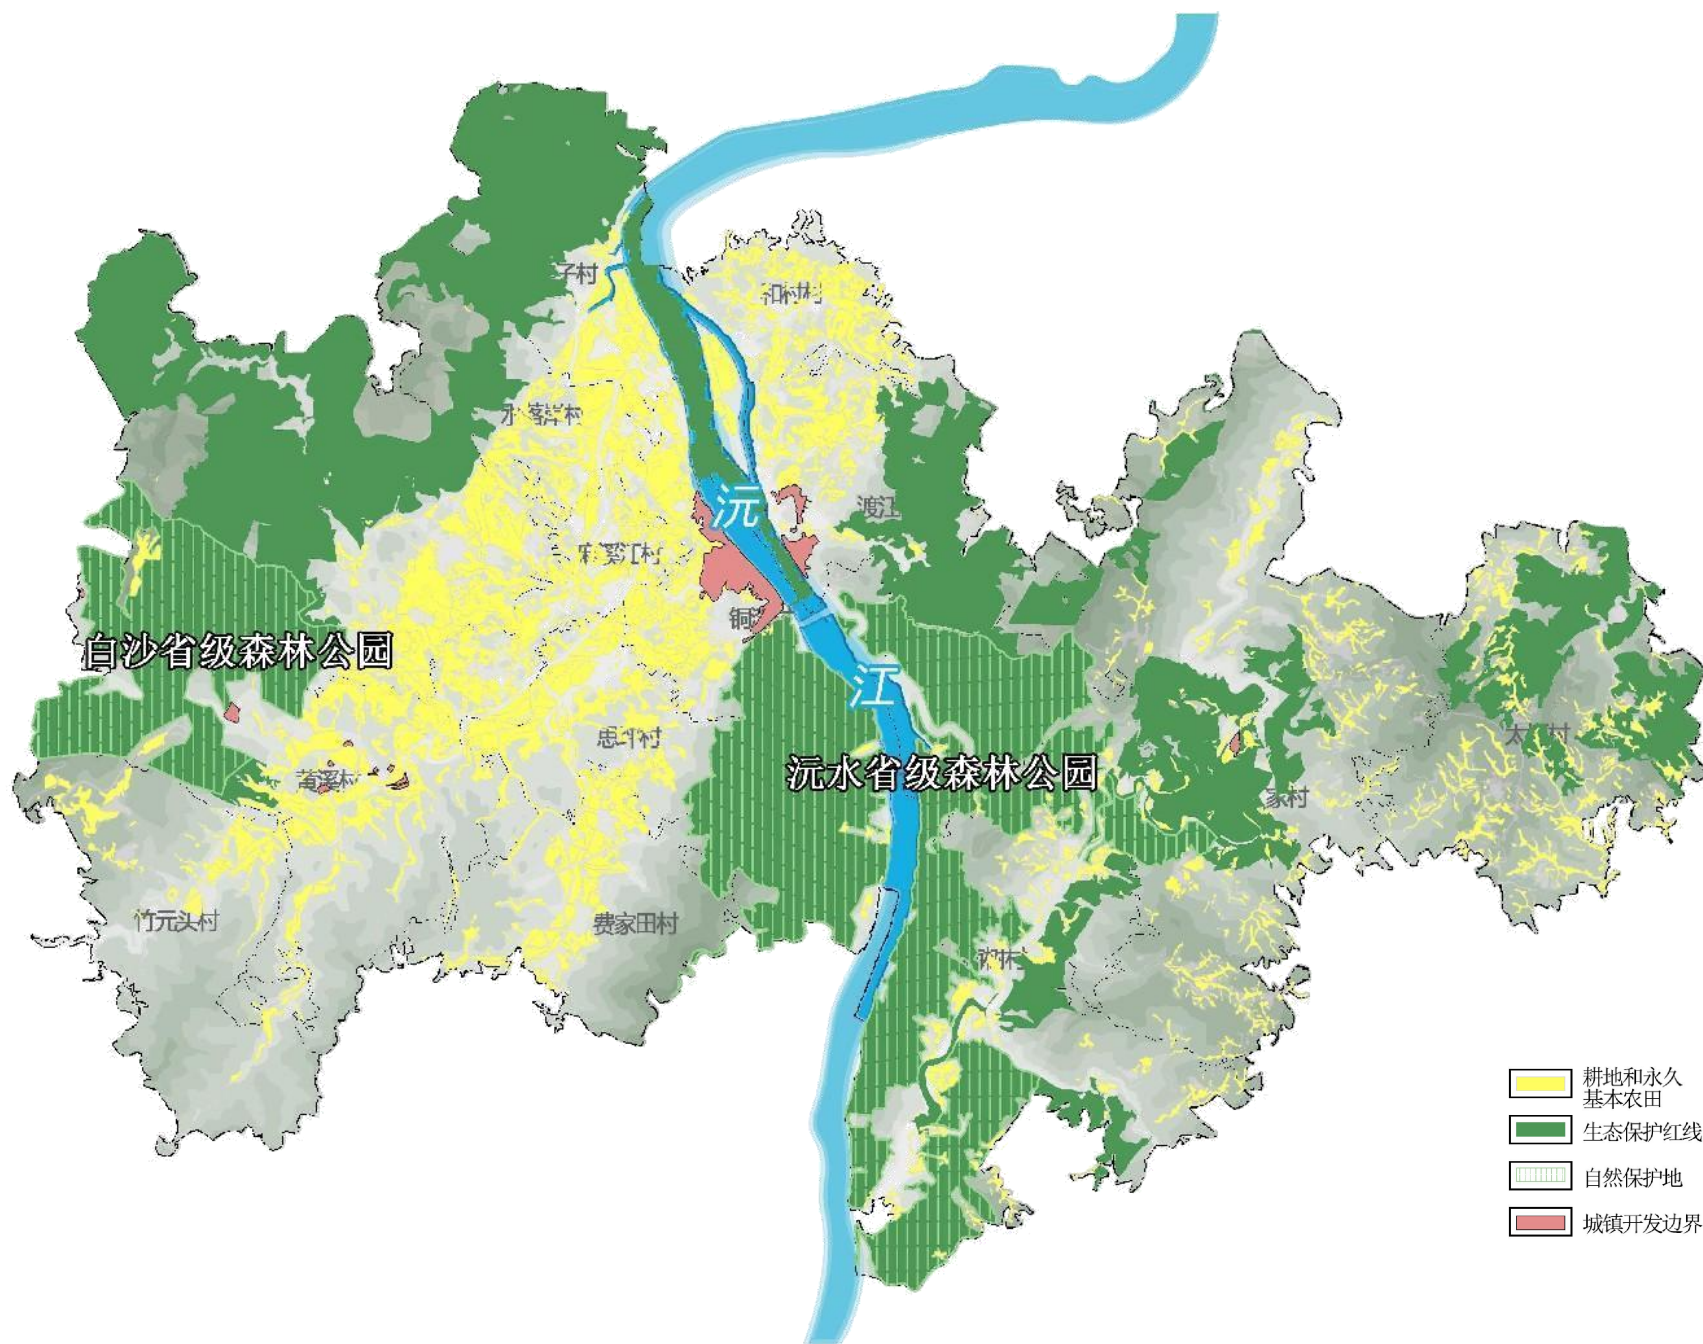 子村
和村
渡江
沅
江
白沙省级森林公园
思斗村
沅水省级森林公园
家村
竹元头村
费家田村
耕地和永久
基本农田
生态保护红线
自然保护地
城镇开发边界